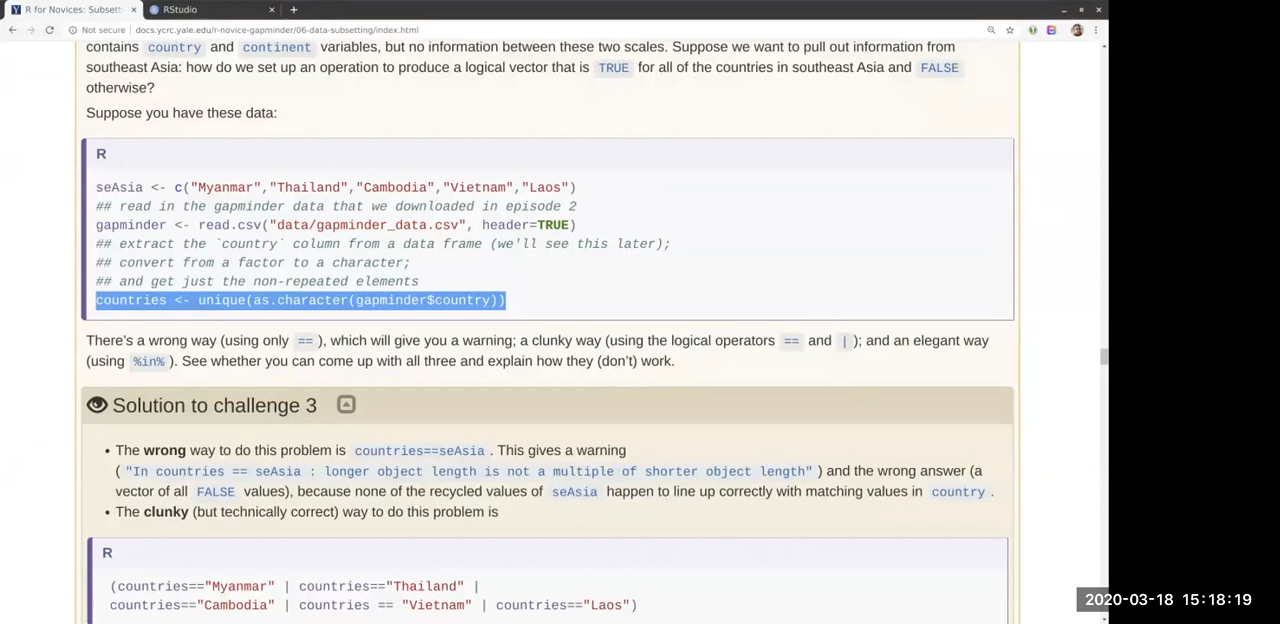 R for Novices: Subsett
RStudio
Not secure | docs.ycrc.yale.edu/r-novice-gapminder/06-data-subsetting/index.html
contains country and continent variables, but no information between these two scales. Suppose we want to pull out information from
southeast Asia: how do we set up an operation to produce a logical vector that is TRUE for all of the countries in southeast Asia and FALSE
otherwise?
Suppose you have these data:
R
seAsia <- c("Myanmar","Thailand","Cambodia","Vietnam","Laos")
## read in the gapminder data that we downloaded in episode 2
gapminder <- read.csv("data/gapminder_data.csv", header=TRUE)
## extract the `country` column from a data frame (we'll see this later);
## convert from a factor to a character;
## and get just the non-repeated elements
countries <- unique(as.character(gapminder$country))
There's a wrong way (using only == ), which will give you a warning; a clunky way (using the logical operators == and | ); and an elegant way
(using %in% ). See whether you can come up with all three and explain how they (don't) work.
Solution to challenge 3
• The wrong way to do this problem is countries==seAsia . This gives a warning
( "In countries == seAsia : longer object length is not a multiple of shorter object length" ) and the wrong answer (a
vector of all FALSE values), because none of the recycled values of seAsia happen to line up correctly with matching values in country .
• The clunky (but technically correct) way to do this problem is
R
(countries=="Myanmar" | countries=="Thailand" |
countries=="Cambodia" | countries == "Vietnam" | countries=="Laos")
2020-03-18 15:18:19